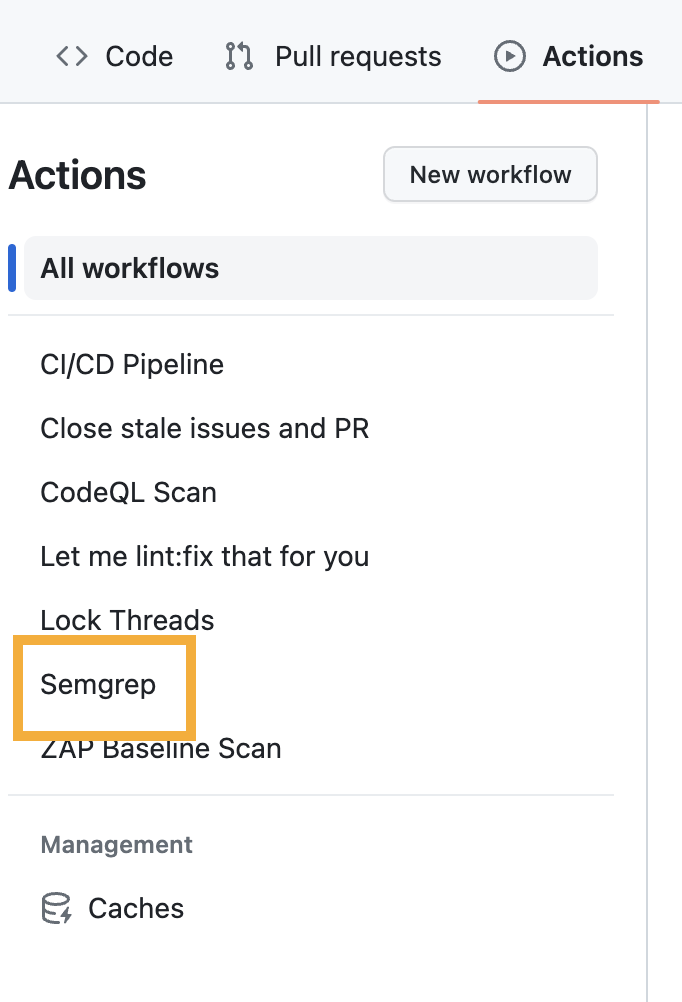 Code Pull requests Actions
Actions New workflow
All workflows
CI/CD Pipeline
Close stale issues and PR
CodeQL Scan
Let me lint:fix that for you
Lock Threads
Semgrep
ZAP Baseline Scan
Management
Caches